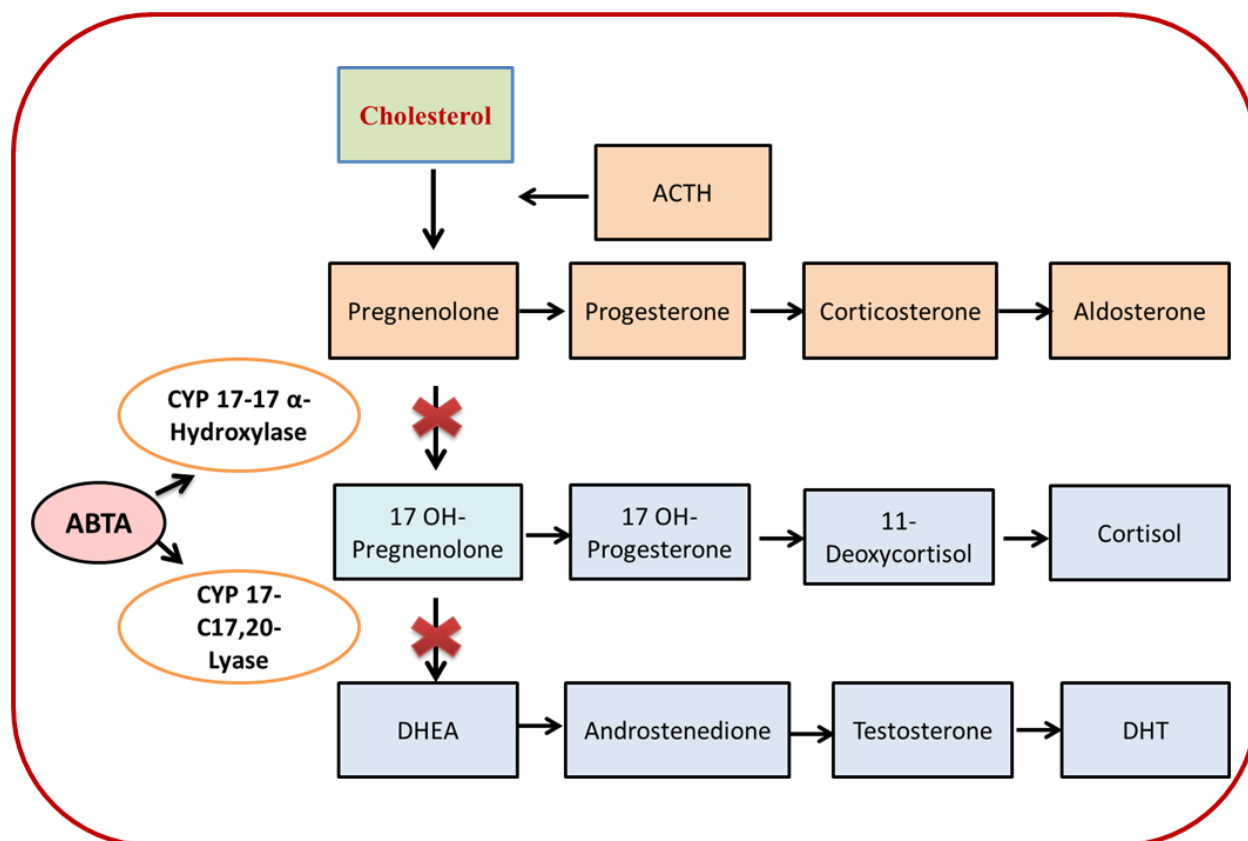 Cholesterol
ACTH
Pregnenolone
Progesterone
Corticosterone
Aldosterone
CYP 17-17 α-
Hydroxylase
ABTA
17 OH-
Pregnenolone
17 OH-
Progesterone
11-
Deoxycortisol
Cortisol
CYP 17-
C17,20-
Lyase
DHEA
Androstenedione
Testosterone
DHT